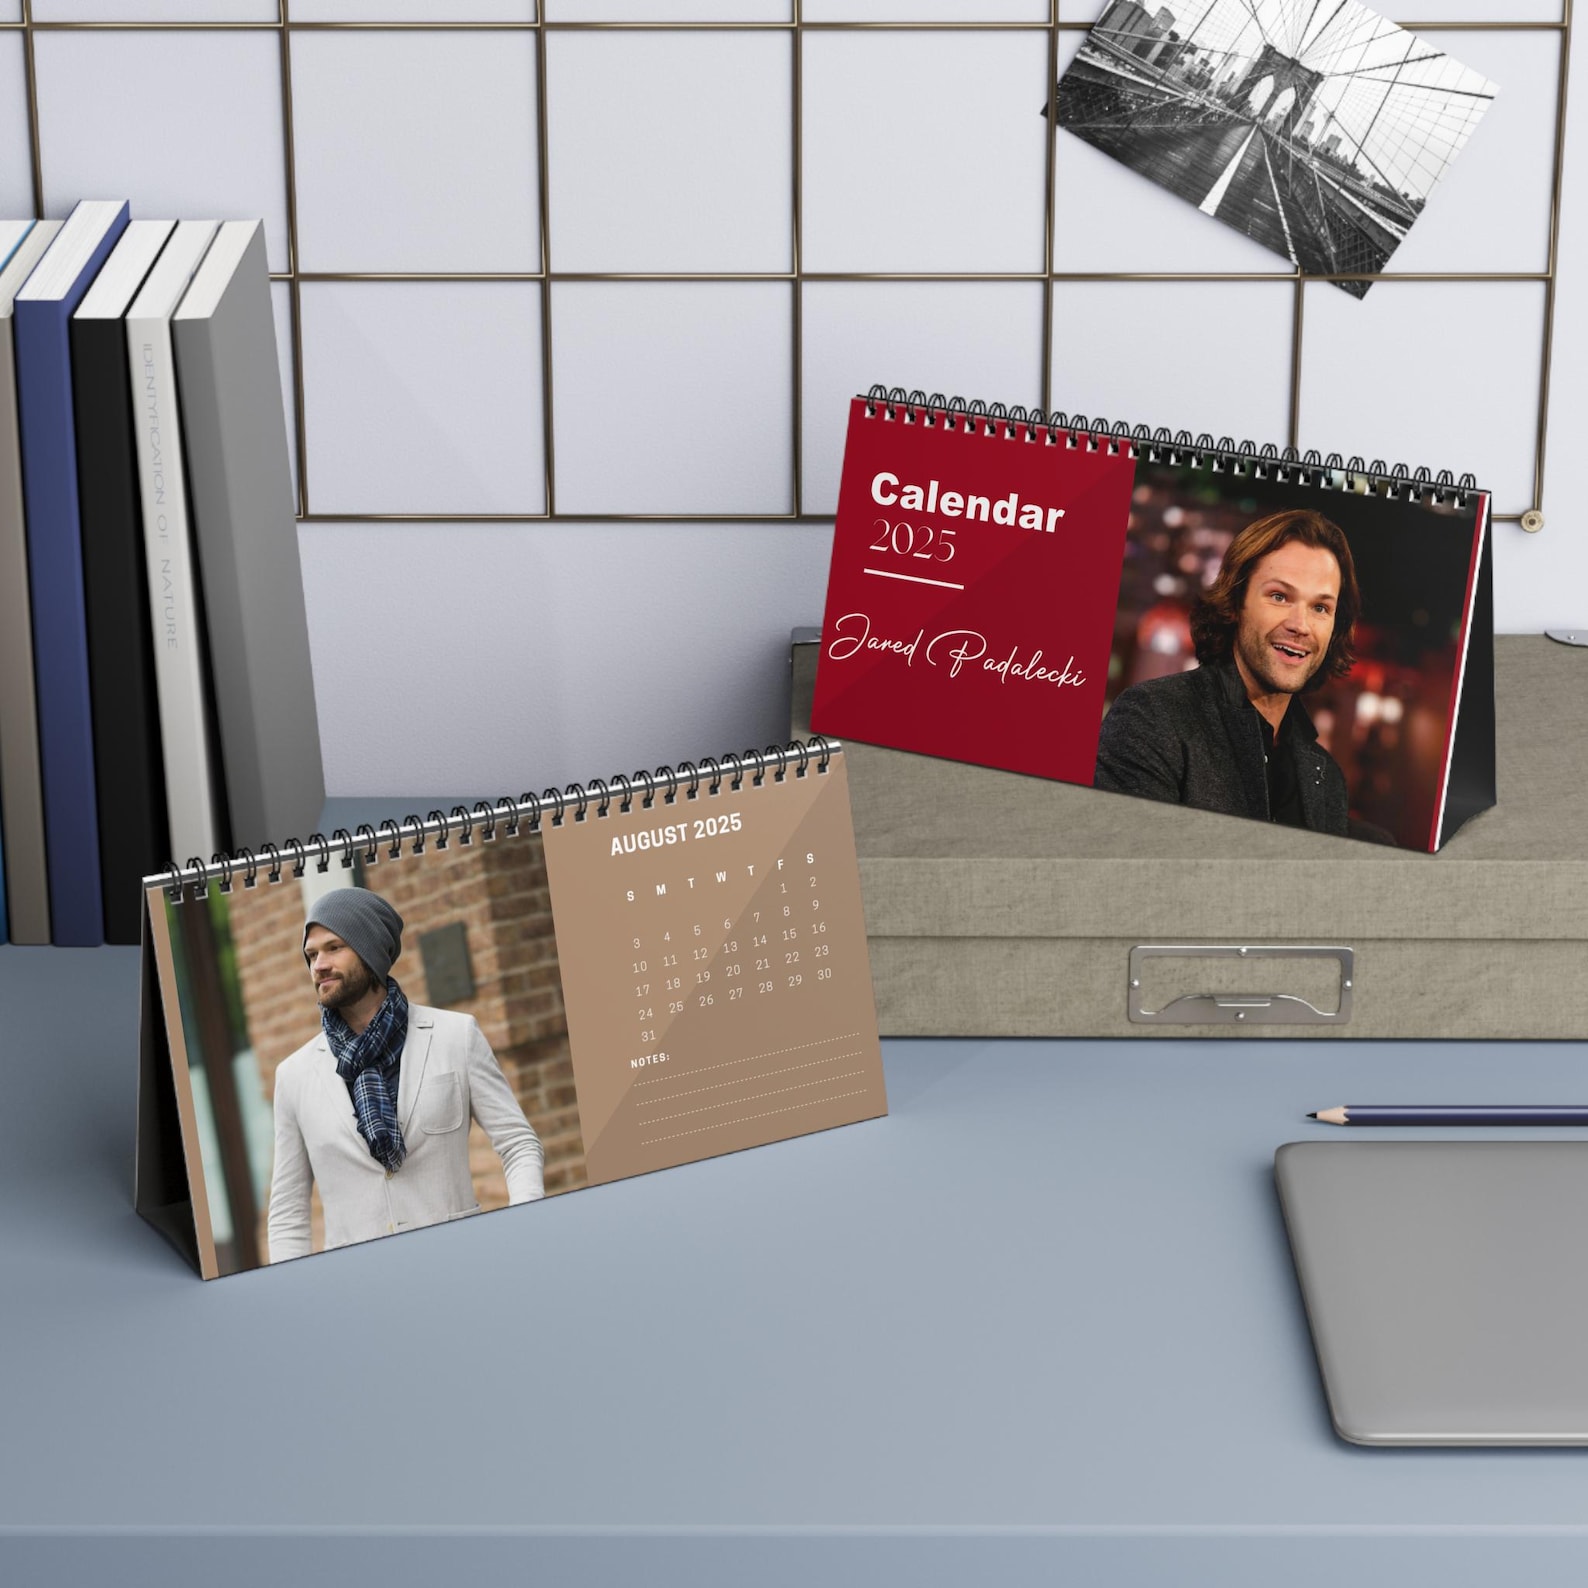 IDENTYFICATION OF NATURE
Calendar
2025
Jared Padalecki
AUGUST 2025
S M T W T F S
1 2
3 4 5 6 7 8 9
10 11 12 13 14 15 16
17 18 19 20 21 22 23
24 25 26 27 28 29 30
31
NOTES: